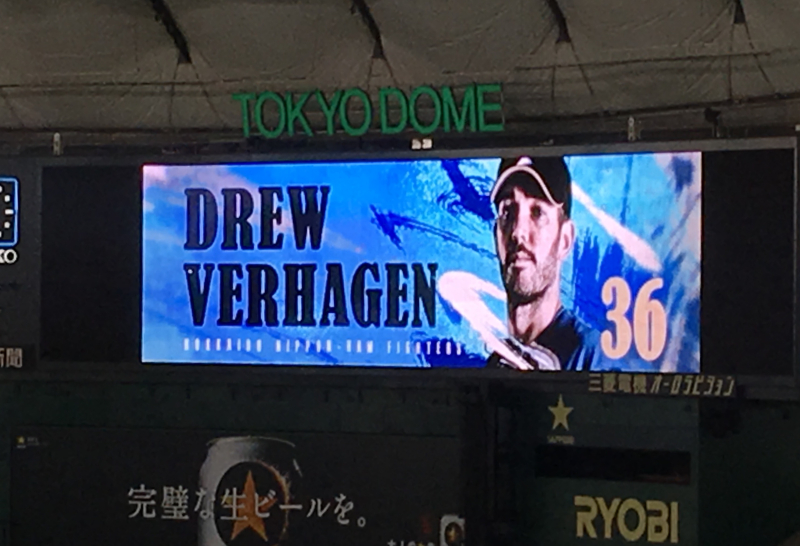 TOKYO DOME
DREW
VERHAGEN
36
HOKKAIDO NIPPON-HAM FIGHTERS
三菱電機 オーロラビジョン
SAPPORO
完璧な生ビールを。
RYOBI